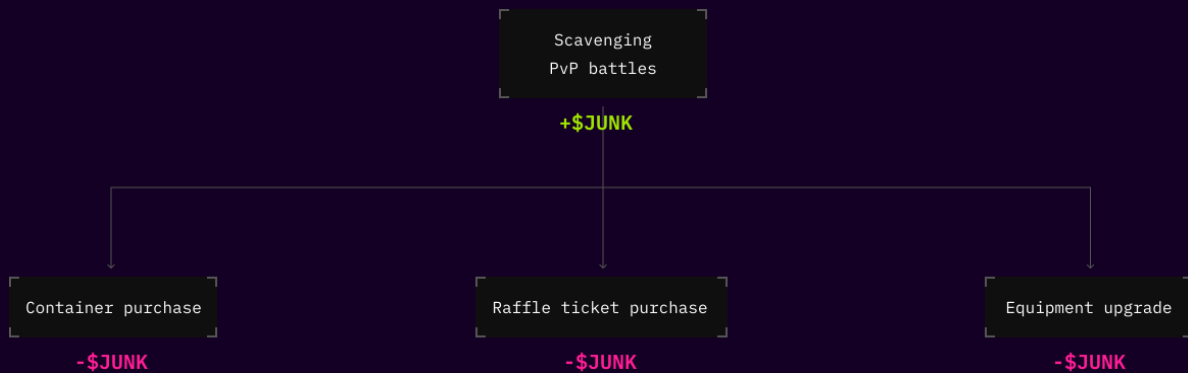 Scavenging
PvP battles
+$JUNK
Container purchase
Raffle ticket purchase
Equipment upgrade
-$JUNK
-$JUNK
-$JUNK